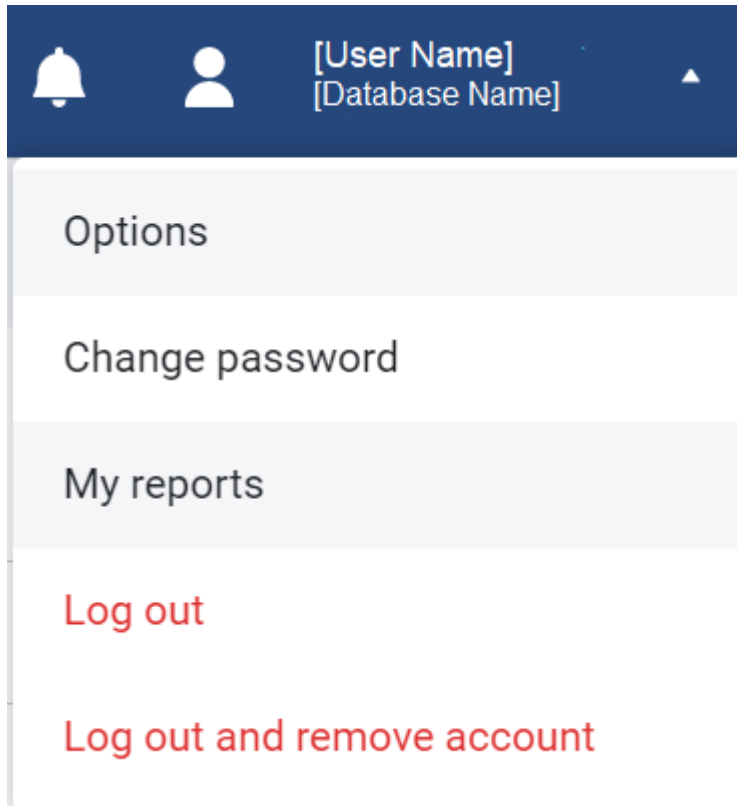 [User Name]
[Database Name]
Options
Change password
My reports
Log out
Log out and remove account